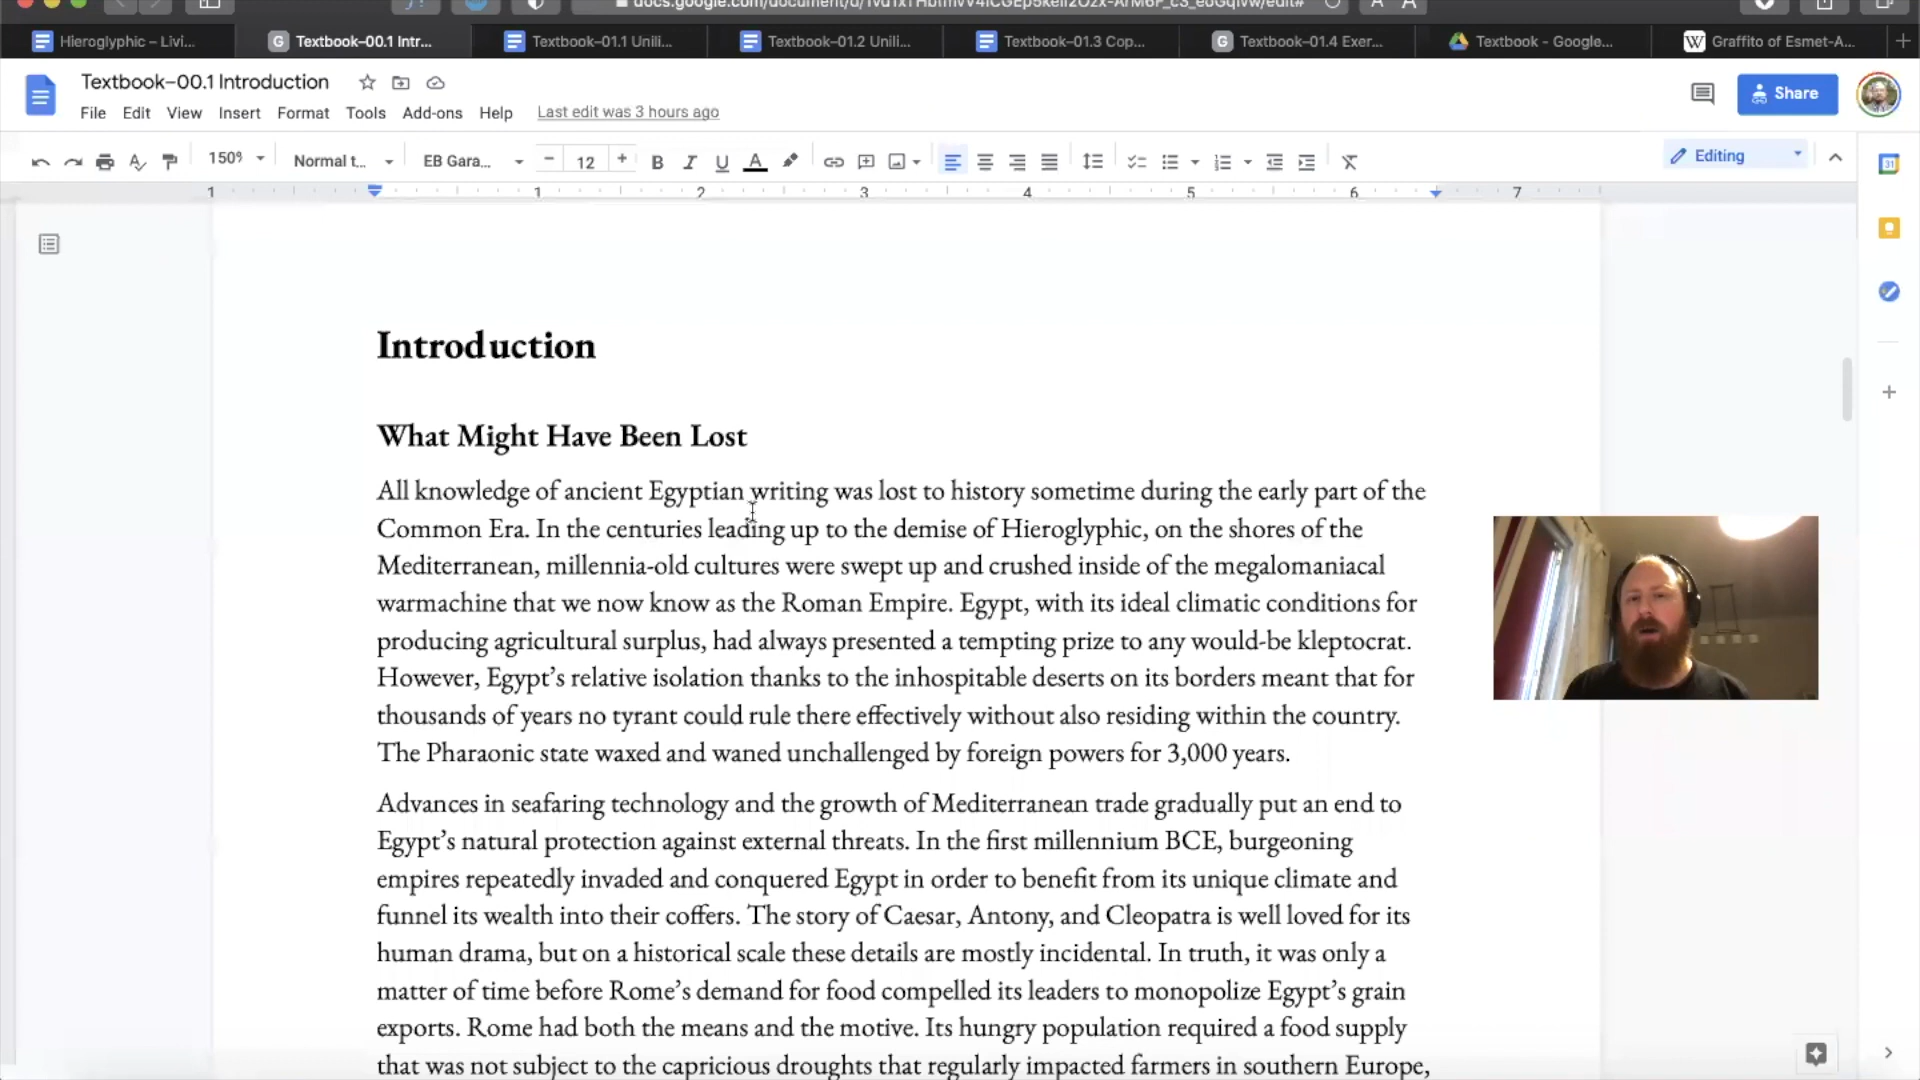 docs.google.com/document/d/
Hieroglyphic – Livi...
Textbook–00.1 Intr...
Textbook–01.1 Unili...
Textbook–01.2 Unili...
Textbook–01.3 Cop...
Textbook–01.4 Exer...
Textbook - Google...
Graffito of Esmet-A...
Textbook–00.1 Introduction
Share
File Edit View Insert Format Tools Add-ons Help Last edit was 3 hours ago
150% Normal t... EB Gara... − 12 + B I U A Editing
1 1 2 3 4 5 6 7
Introduction
What Might Have Been Lost
All knowledge of ancient Egyptian writing was lost to history sometime during the early part of the
Common Era. In the centuries leading up to the demise of Hieroglyphic, on the shores of the
Mediterranean, millennia-old cultures were swept up and crushed inside of the megalomaniacal
warmachine that we now know as the Roman Empire. Egypt, with its ideal climatic conditions for
producing agricultural surplus, had always presented a tempting prize to any would-be kleptocrat.
However, Egypt’s relative isolation thanks to the inhospitable deserts on its borders meant that for
thousands of years no tyrant could rule there effectively without also residing within the country.
The Pharaonic state waxed and waned unchallenged by foreign powers for 3,000 years.
Advances in seafaring technology and the growth of Mediterranean trade gradually put an end to
Egypt’s natural protection against external threats. In the first millennium BCE, burgeoning
empires repeatedly invaded and conquered Egypt in order to benefit from its unique climate and
funnel its wealth into their coffers. The story of Caesar, Antony, and Cleopatra is well loved for its
human drama, but on a historical scale these details are mostly incidental. In truth, it was only a
matter of time before Rome’s demand for food compelled its leaders to monopolize Egypt’s grain
exports. Rome had both the means and the motive. Its hungry population required a food supply
that was not subject to the capricious droughts that regularly impacted farmers in southern Europe,